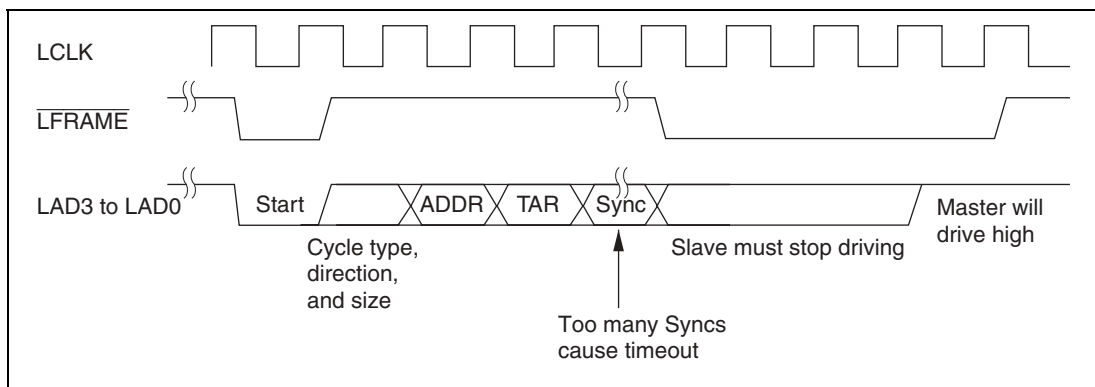 LCLK
LFRAME
LAD3 to LAD0
Start
ADDR
TAR
Sync
Master will
drive high
Cycle type,
direction,
and size
Slave must stop driving
Too many Syncs
cause timeout